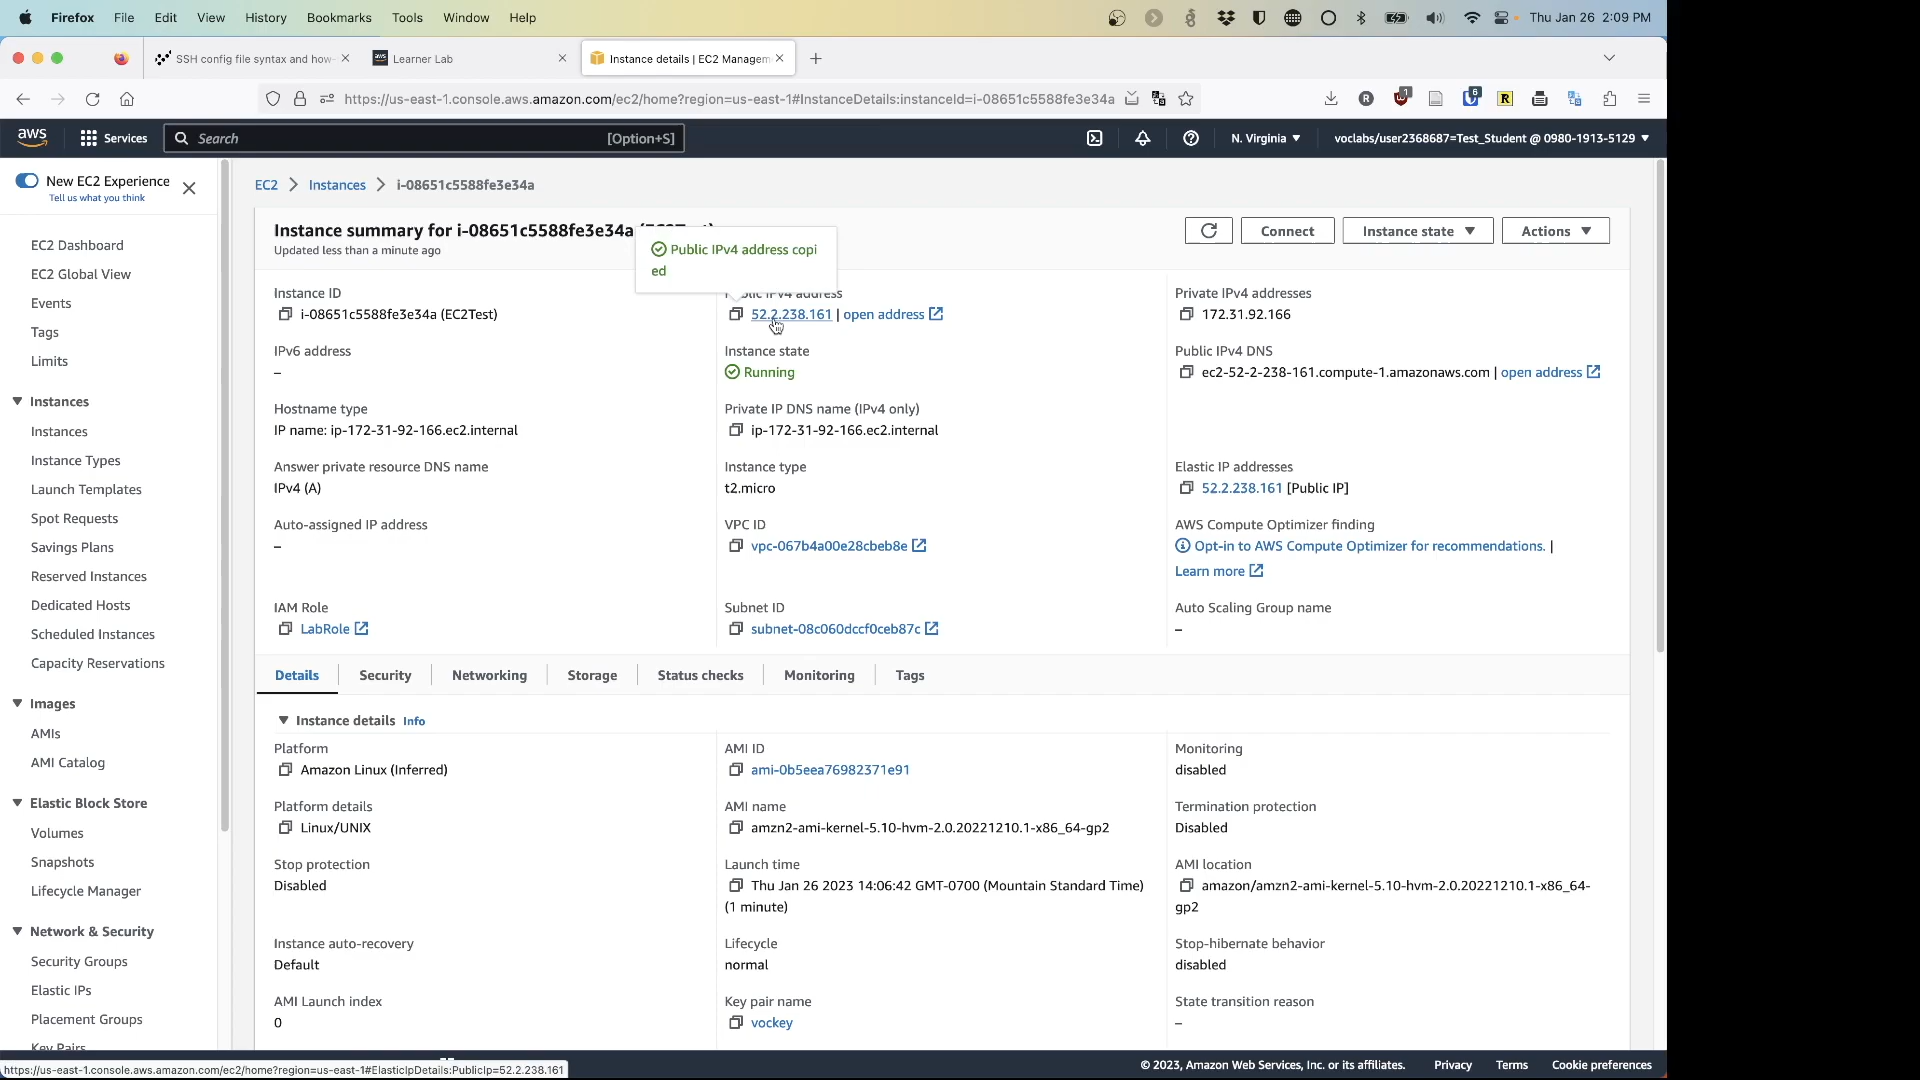 Firefox File Edit View History Bookmarks Tools Window Help Thu Jan 26 2:09 PM
SSH config file syntax and how- Learner Lab Instance details | EC2 Managem
https://us-east-1.console.aws.amazon.com/ec2/home?region=us-east-1#InstanceDetails:instanceId=i-08651c5588fe3e34a R 1 6 R
aws Services Search [Option+S] N. Virginia voclabs/user2368687=Test_Student @ 0980-1913-5129
New EC2 Experience
Tell us what you think
EC2 Dashboard
EC2 Global View
Events
Tags
Limits
Instances
Instances
Instance Types
Launch Templates
Spot Requests
Savings Plans
Reserved Instances
Dedicated Hosts
Scheduled Instances
Capacity Reservations
Images
AMIs
AMI Catalog
Elastic Block Store
Volumes
Snapshots
Lifecycle Manager
Network & Security
Security Groups
Elastic IPs
Placement Groups
Key Pairs
EC2 Instances i-08651c5588fe3e34a
Instance summary for i-08651c5588fe3e34a (EC2Test)
Updated less than a minute ago
Connect Instance state Actions
Public IPv4 address copi
ed
Instance ID
i-08651c5588fe3e34a (EC2Test)
Public IPv4 address
52.2.238.161 | open address
Private IPv4 addresses
172.31.92.166
IPv6 address
–
Instance state
Running
Public IPv4 DNS
ec2-52-2-238-161.compute-1.amazonaws.com | open address
Hostname type
IP name: ip-172-31-92-166.ec2.internal
Private IP DNS name (IPv4 only)
ip-172-31-92-166.ec2.internal
Answer private resource DNS name
IPv4 (A)
Instance type
t2.micro
Elastic IP addresses
52.2.238.161 [Public IP]
Auto-assigned IP address
–
VPC ID
vpc-067b4a00e28cbeb8e
AWS Compute Optimizer finding
Opt-in to AWS Compute Optimizer for recommendations. |
Learn more
IAM Role
LabRole
Subnet ID
subnet-08c060dccf0ceb87c
Auto Scaling Group name
–
Details Security Networking Storage Status checks Monitoring Tags
Instance details Info
Platform
Amazon Linux (Inferred)
AMI ID
ami-0b5eea76982371e91
Monitoring
disabled
Platform details
Linux/UNIX
AMI name
amzn2-ami-kernel-5.10-hvm-2.0.20221210.1-x86_64-gp2
Termination protection
Disabled
Stop protection
Disabled
Launch time
Thu Jan 26 2023 14:06:42 GMT-0700 (Mountain Standard Time)
(1 minute)
AMI location
amazon/amzn2-ami-kernel-5.10-hvm-2.0.20221210.1-x86_64-
gp2
Instance auto-recovery
Default
Lifecycle
normal
Stop-hibernate behavior
disabled
AMI Launch index
0
Key pair name
vockey
State transition reason
–
https://us-east-1.console.aws.amazon.com/ec2/home?region=us-east-1#ElasticIpDetails:PublicIp=52.2.238.161
© 2023, Amazon Web Services, Inc. or its affiliates. Privacy Terms Cookie preferences